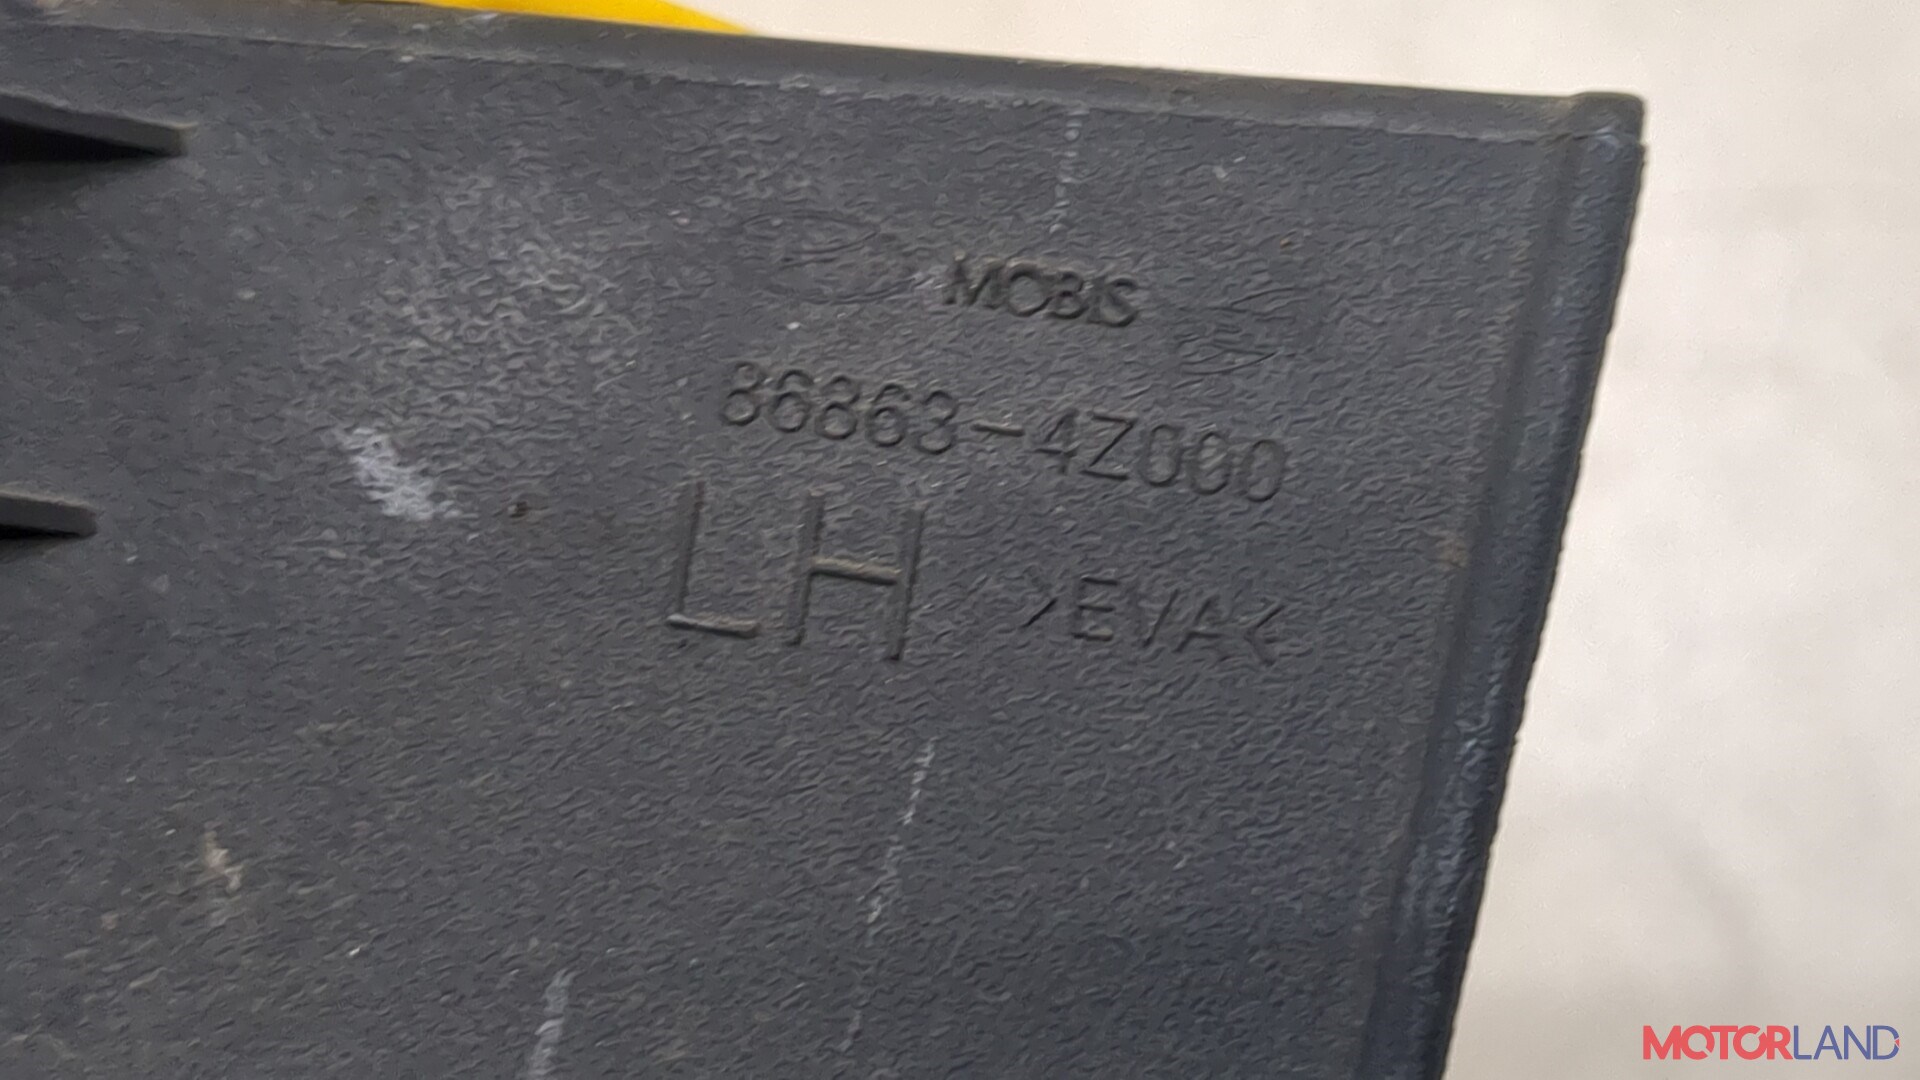 MOBIS
86863-4Z000
LH >EVA<
MOTORLAND